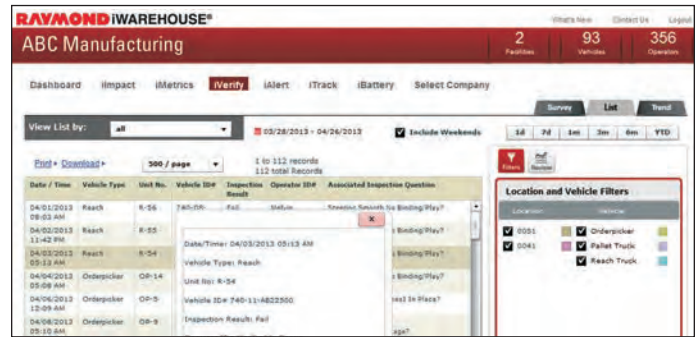 RAYMOND iWAREHOUSE®
What's New Contact Us Logout
ABC Manufacturing
2 93 356
Facilities Vehicles Operators
Dashboard iImpact iMetrics iVerify iAlert iTrack iBattery Select Company
Survey List Trend
View List by: all 03/28/2013 - 04/26/2013 Include Weekends 1d 7d 1m 3m 6m YTD
Print Download 500 / page 1 to 112 records
112 total Records
Filters Review
Date / Time Vehicle Type Unit No. Vehicle ID# Inspection Result Operator ID# Associated Inspection Question
Location and Vehicle Filters
Location Vehicle
04/01/2013 08:03 AM Reach R-56 Fail Melvin Steering Smooth No Binding/Play?
04/02/2013 11:42 PM Reach R-55 Binding/Play?
04/03/2013 05:13 AM Reach R-54 Binding/Play?
04/04/2013 05:08 AM Orderpicker OP-14 Binding/Play?
04/06/2013 12:09 AM Orderpicker OP-5 In Place?
04/08/2013 05:10 AM Orderpicker OP-9
x
Date/Time: 04/03/2013 05:13 AM
Vehicle Type: Reach
Unit No: R-54
Vehicle ID# 740-11-AB22500
Inspection Result: Fail
0051 Orderpicker
0041 Pallet Truck
Reach Truck